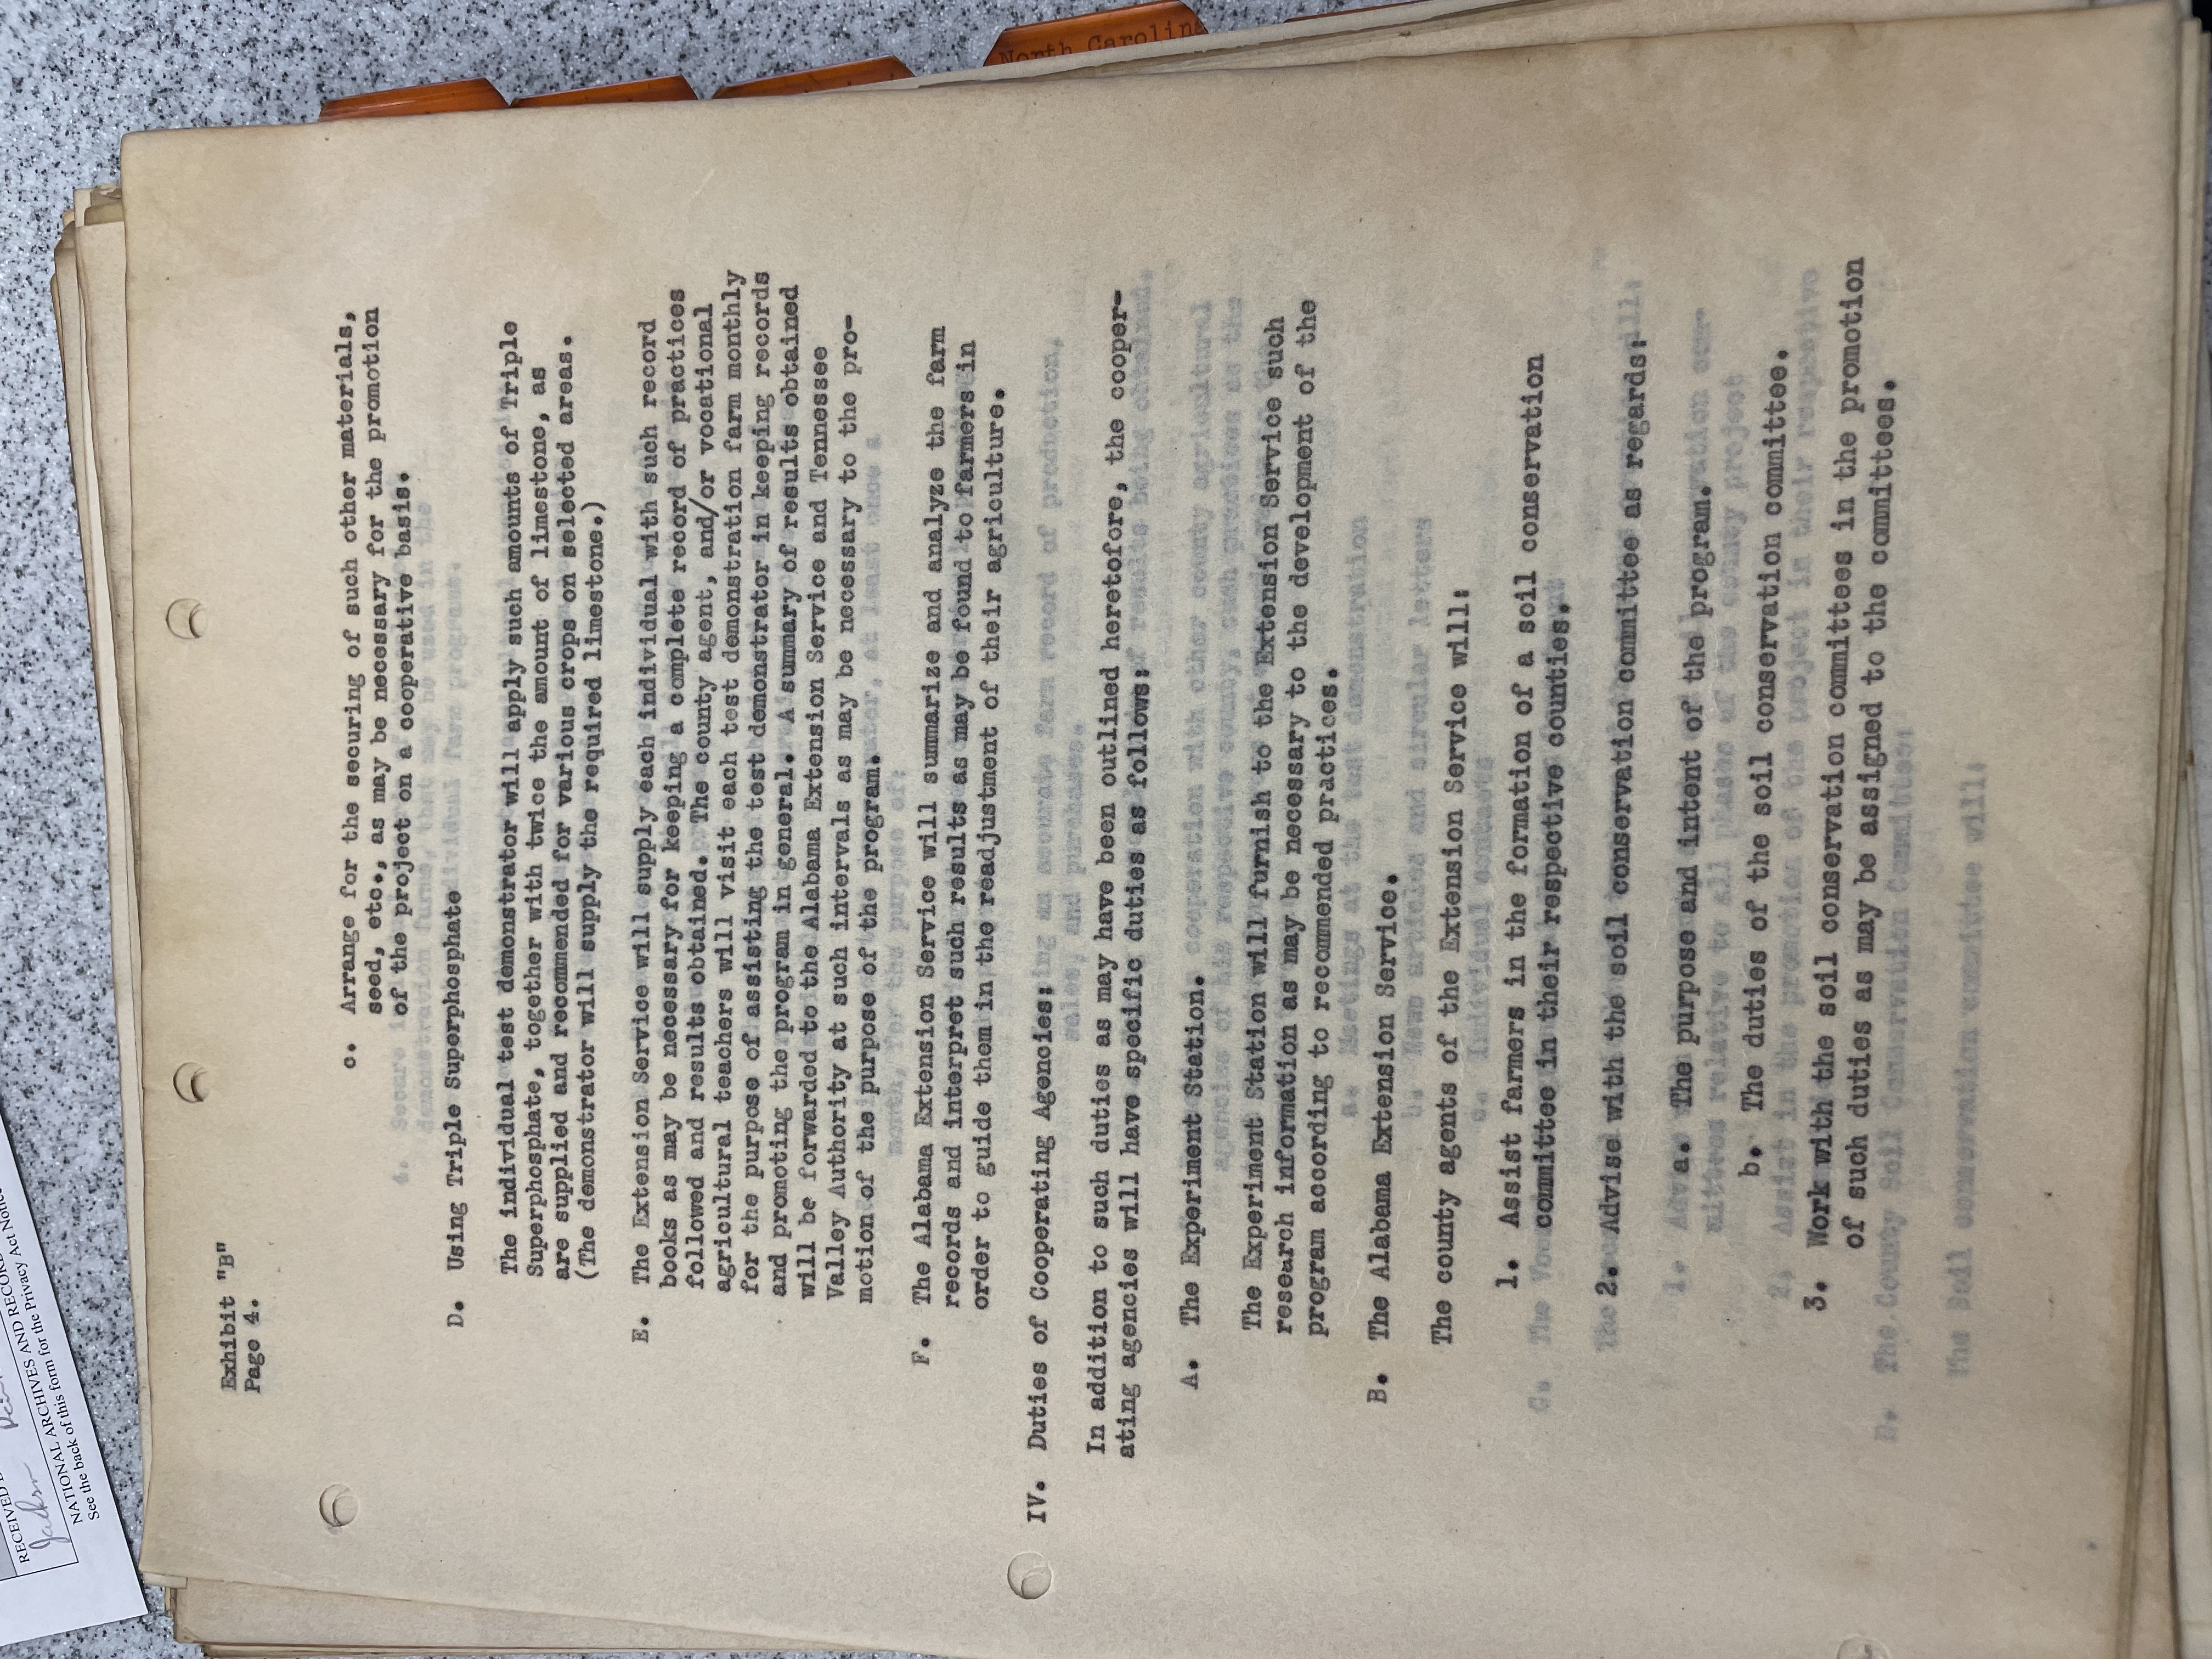 RECEIVED
Jackson
NATIONAL ARCHIVES AND RECOR
See the back of this form for the Privacy Act Notic
Exhibit "B"
Page 4.
c. Arrange for the securing of such other materials,
seed, etc., as may be necessary for the promotion
of the project on a cooperative basis.
D. Using Triple Superphosphate
The individual test demonstrator will apply such amounts of Triple
Superphosphate, together with twice the amount of limestone, as
are supplied and recommended for various crops on selected areas.
(The demonstrator will supply the required limestone.)
E. The Extension Service will supply each individual with such record
books as may be necessary for keeping a complete record of practices
followed and results obtained. The county agent, and/or vocational
agricultural teachers will visit each test demonstration farm monthly
for the purpose of assisting the test demonstrator in keeping records
and promoting the program in general. A summary of results obtained
will be forwarded to the Alabama Extension Service and Tennessee
Valley Authority at such intervals as may be necessary to the pro-
motion of the purpose of the program.
F. The Alabama Extension Service will summarize and analyze the farm
records and interpret such results as may be found to farmers in
order to guide them in the readjustment of their agriculture.
IV. Duties of Cooperating Agencies:
In addition to such duties as may have been outlined heretofore, the cooper-
ating agencies will have specific duties as follows:
A. The Experiment Station.
The Experiment Station will furnish to the Extension Service such
research information as may be necessary to the development of the
program according to recommended practices.
B. The Alabama Extension Service.
The county agents of the Extension Service will:
1. Assist farmers in the formation of a soil conservation
committee in their respective counties.
2. Advise with the soil conservation committee as regards:
a. The purpose and intent of the program.
b. The duties of the soil conservation committee.
3. Work with the soil conservation committees in the promotion
of such duties as may be assigned to the committees.
D. The County Soil Conservation Committee:
The Soil conservation committee will:
North Carolina